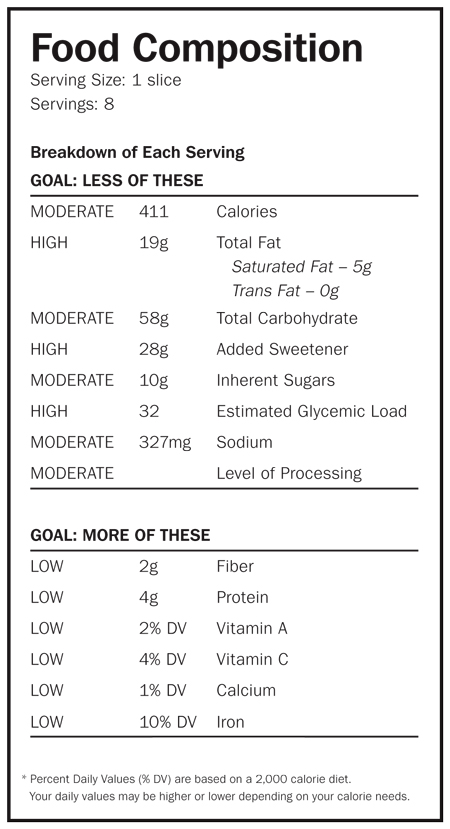 Food Composition
Serving Size: 1 slice
Servings: 8
Breakdown of Each Serving
GOAL: LESS OF THESE
MODERATE 411 Calories
HIGH 19g Total Fat
Saturated Fat – 5g
Trans Fat – 0g
MODERATE 58g Total Carbohydrate
HIGH 28g Added Sweetener
MODERATE 10g Inherent Sugars
HIGH 32 Estimated Glycemic Load
MODERATE 327mg Sodium
MODERATE Level of Processing
GOAL: MORE OF THESE
LOW 2g Fiber
LOW 4g Protein
LOW 2% DV Vitamin A
LOW 4% DV Vitamin C
LOW 1% DV Calcium
LOW 10% DV Iron
* Percent Daily Values (% DV) are based on a 2,000 calorie diet.
Your daily values may be higher or lower depending on your calorie needs.